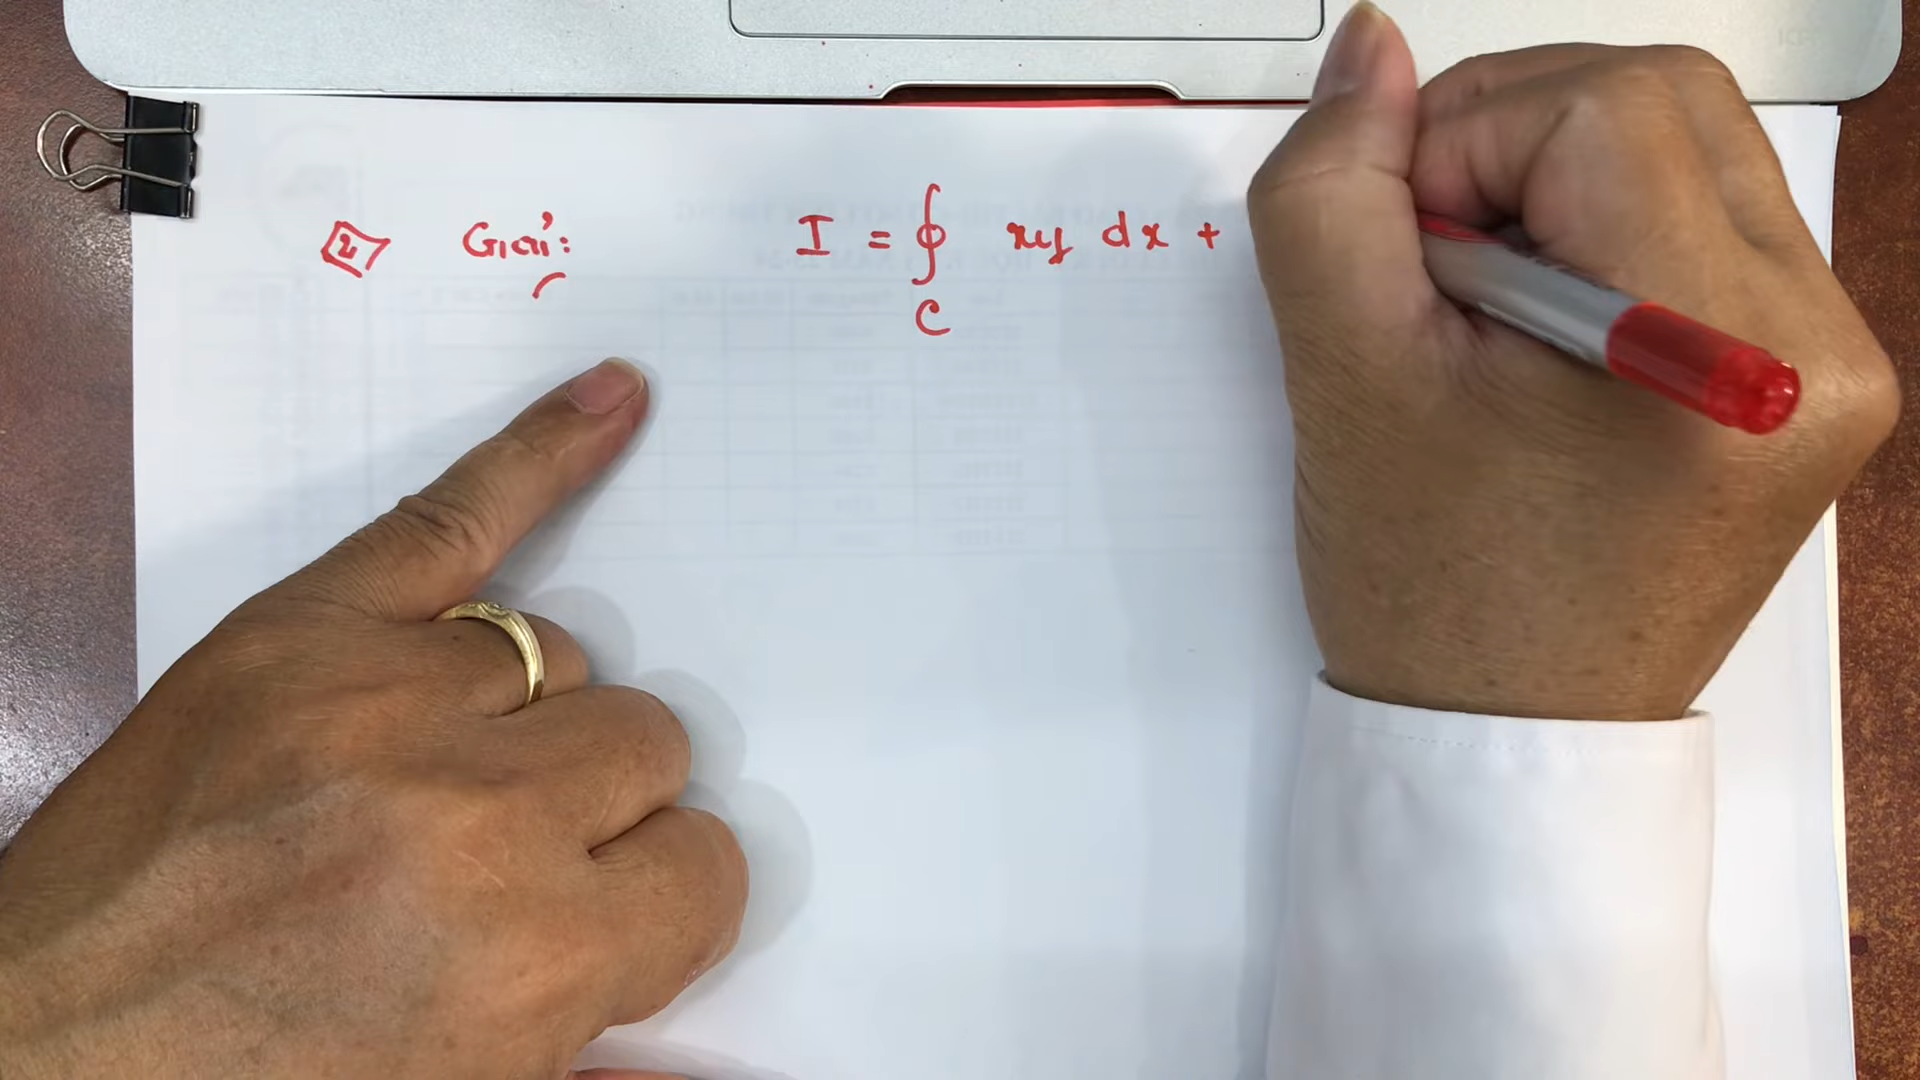 2 Giải: I = ∮ xy dx +
C